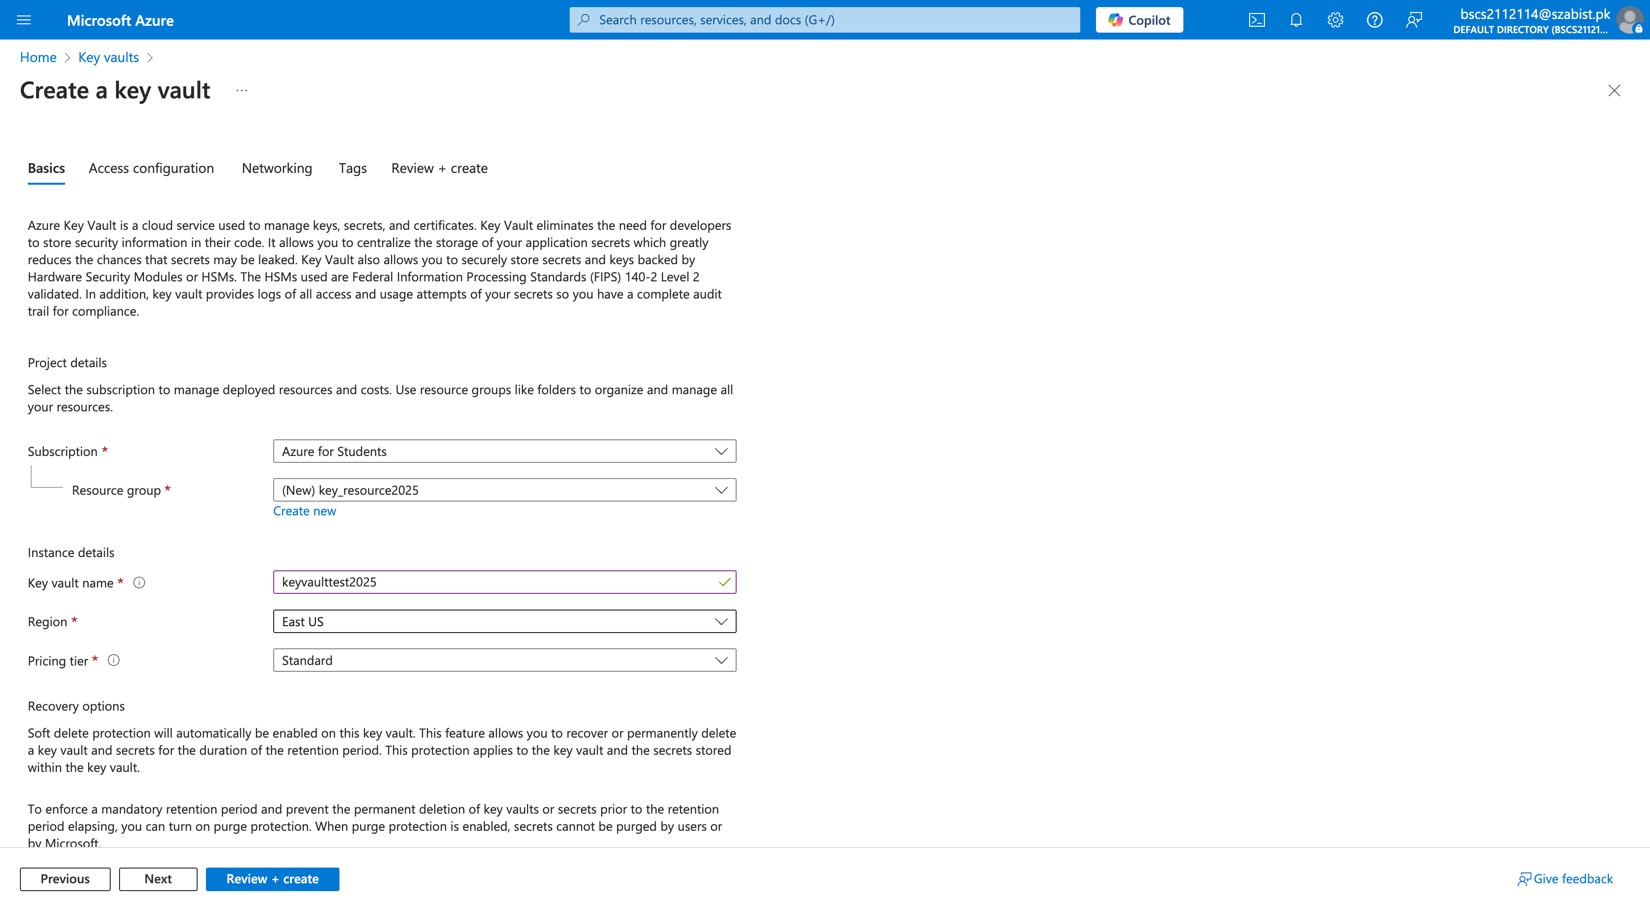 Microsoft Azure
Search resources, services, and docs (G+/)
Copilot
bscs2112114@szabist.pk
DEFAULT DIRECTORY (BSCS21121...
Home > Key vaults >
Create a key vault ...
Basics Access configuration Networking Tags Review + create
Azure Key Vault is a cloud service used to manage keys, secrets, and certificates. Key Vault eliminates the need for developers
to store security information in their code. It allows you to centralize the storage of your application secrets which greatly
reduces the chances that secrets may be leaked. Key Vault also allows you to securely store secrets and keys backed by
Hardware Security Modules or HSMs. The HSMs used are Federal Information Processing Standards (FIPS) 140-2 Level 2
validated. In addition, key vault provides logs of all access and usage attempts of your secrets so you have a complete audit
trail for compliance.
Project details
Select the subscription to manage deployed resources and costs. Use resource groups like folders to organize and manage all
your resources.
Subscription * Azure for Students
Resource group * (New) key_resource2025
Create new
Instance details
Key vault name * keyvaulttest2025
Region * East US
Pricing tier * Standard
Recovery options
Soft delete protection will automatically be enabled on this key vault. This feature allows you to recover or permanently delete
a key vault and secrets for the duration of the retention period. This protection applies to the key vault and the secrets stored
within the key vault.
To enforce a mandatory retention period and prevent the permanent deletion of key vaults or secrets prior to the retention
period elapsing, you can turn on purge protection. When purge protection is enabled, secrets cannot be purged by users or
by Microsoft.
Previous Next Review + create Give feedback